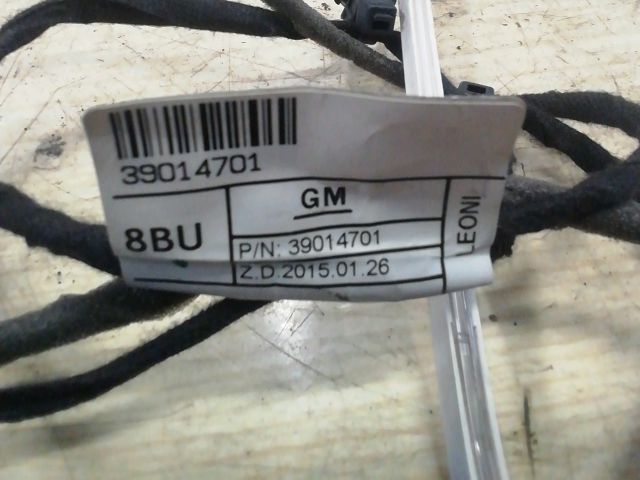 39014701
8BU
GM
P/N: 39014701
Z.D.2015.01.26
LEONI